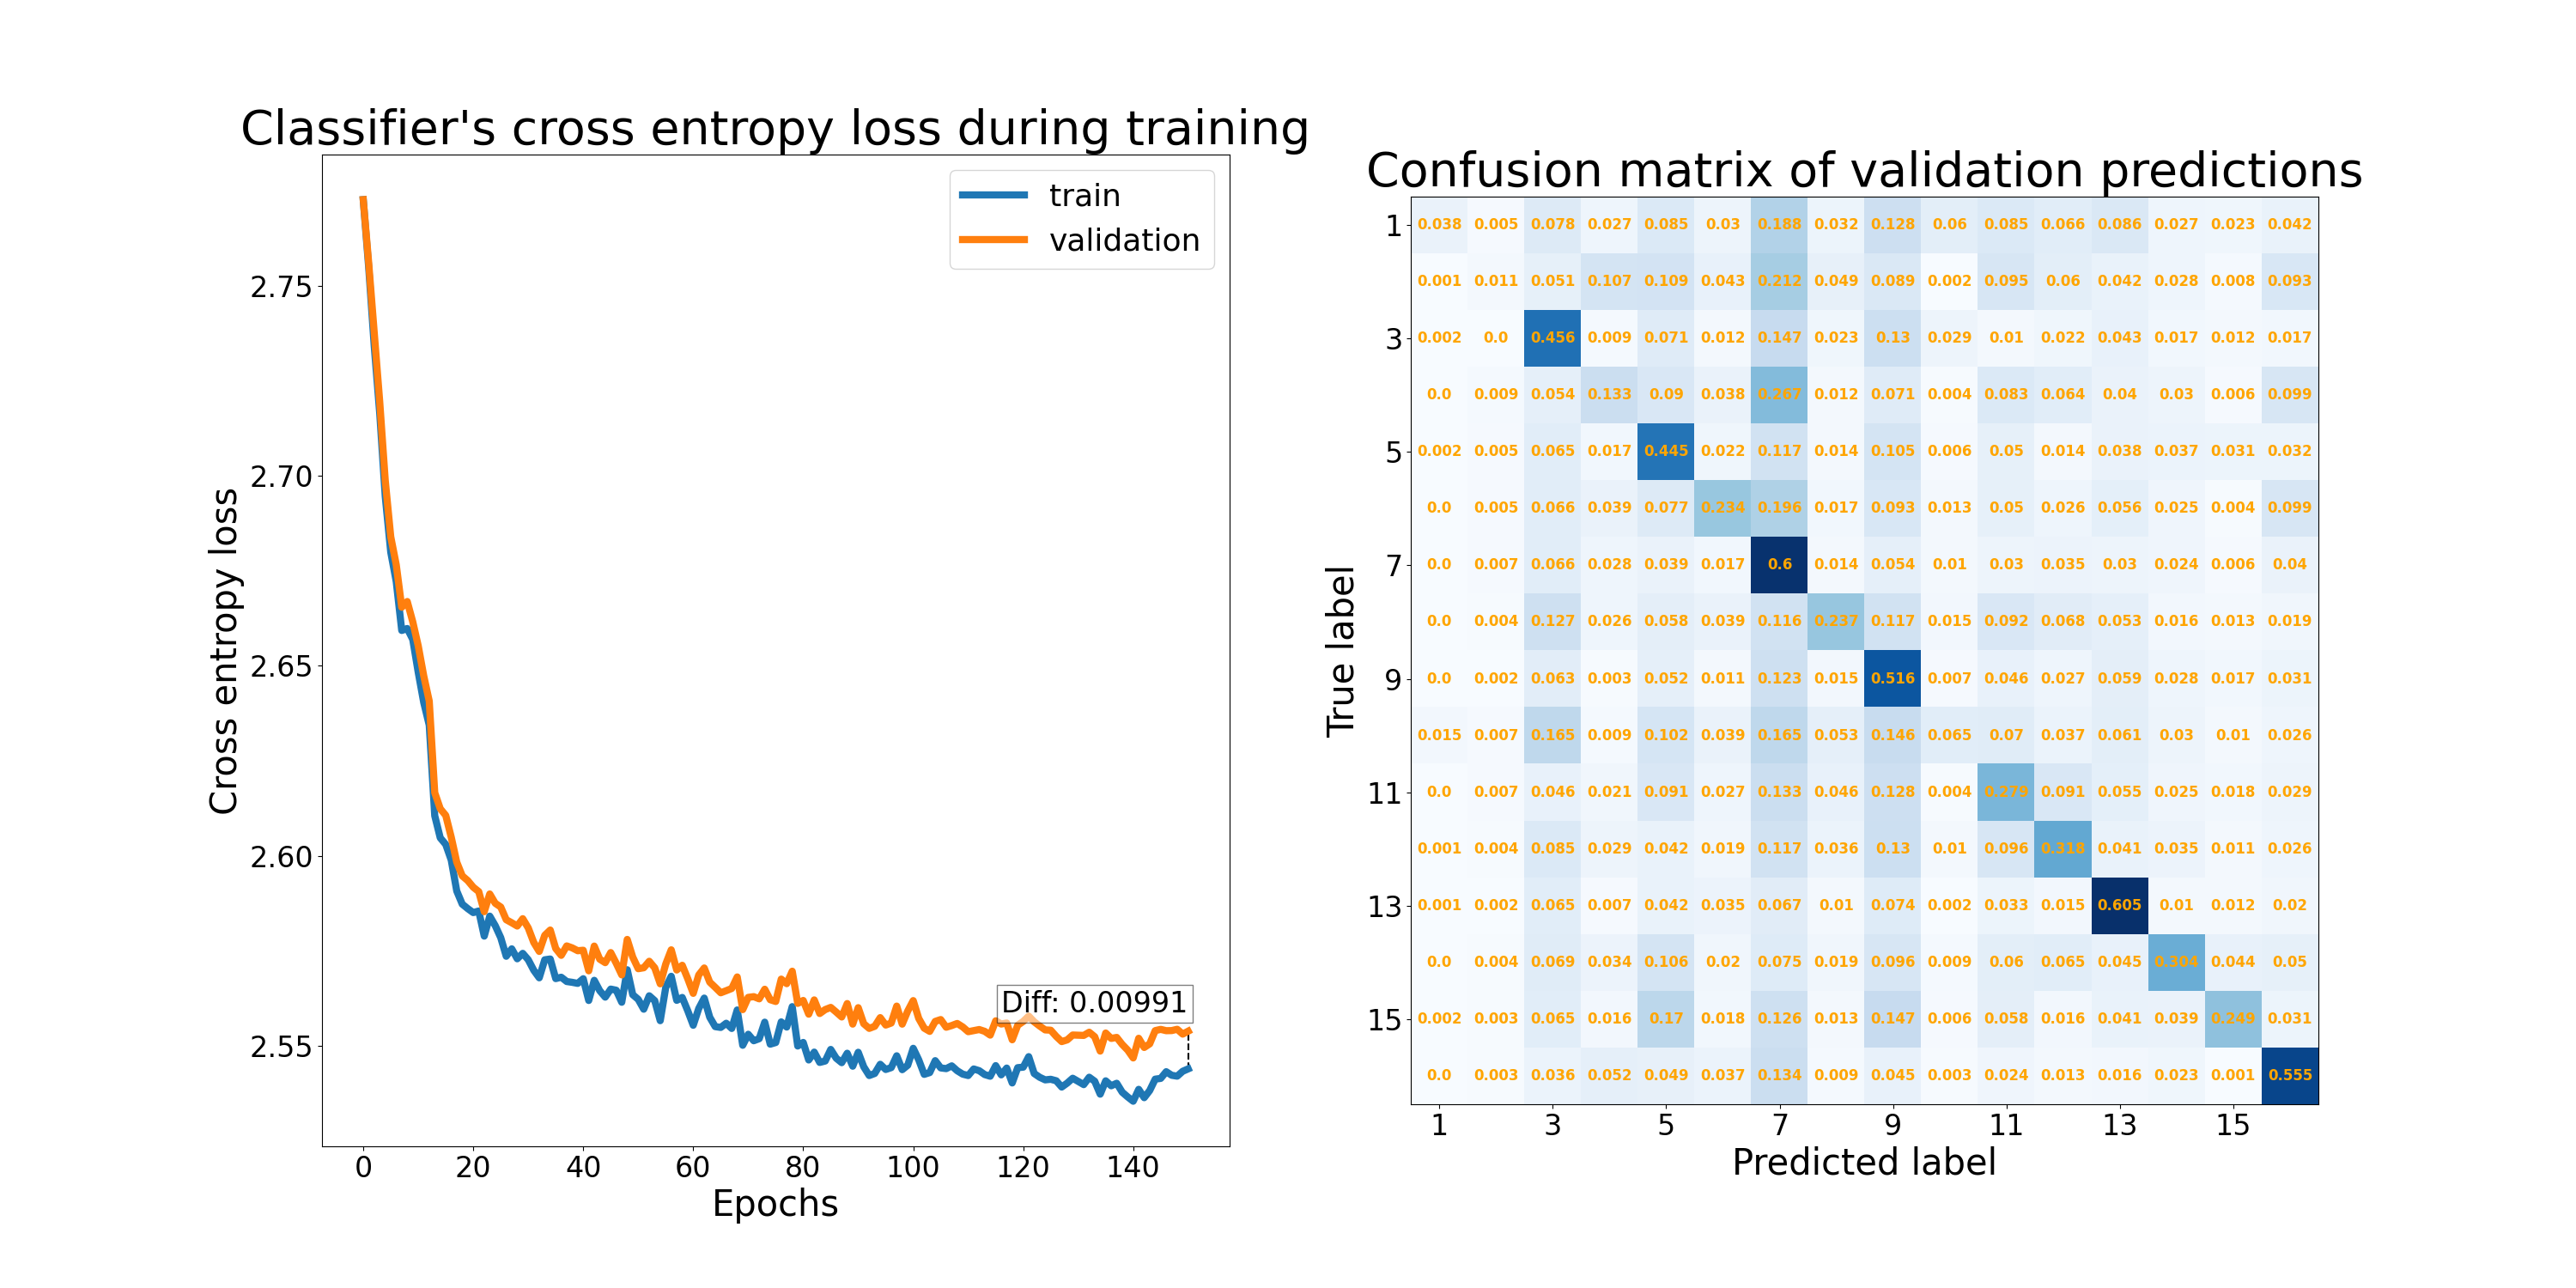 Classifier's cross entropy loss during training
train
validation
2.75
2.70
2.65
2.60
2.55
Cross entropy loss
Diff: 0.00991
0 20 40 60 80 100 120 140
Epochs
Confusion matrix of validation predictions
True label
1 0.038 0.005 0.078 0.027 0.085 0.03 0.188 0.032 0.128 0.06 0.085 0.066 0.086 0.027 0.023 0.042
0.001 0.011 0.051 0.107 0.109 0.043 0.212 0.049 0.089 0.002 0.095 0.06 0.042 0.028 0.008 0.093
3 0.002 0.0 0.456 0.009 0.071 0.012 0.147 0.023 0.13 0.029 0.01 0.022 0.043 0.017 0.012 0.017
0.0 0.009 0.054 0.133 0.09 0.038 0.267 0.012 0.071 0.004 0.083 0.064 0.04 0.03 0.006 0.099
5 0.002 0.005 0.065 0.017 0.445 0.022 0.117 0.014 0.105 0.006 0.05 0.014 0.038 0.037 0.031 0.032
0.0 0.005 0.066 0.039 0.077 0.234 0.196 0.017 0.093 0.013 0.05 0.026 0.056 0.025 0.004 0.099
7 0.0 0.007 0.066 0.028 0.039 0.017 0.6 0.014 0.054 0.01 0.03 0.035 0.03 0.024 0.006 0.04
0.0 0.004 0.127 0.026 0.058 0.039 0.116 0.237 0.117 0.015 0.092 0.068 0.053 0.016 0.013 0.019
9 0.0 0.002 0.063 0.003 0.052 0.011 0.123 0.015 0.516 0.007 0.046 0.027 0.059 0.028 0.017 0.031
0.015 0.007 0.165 0.009 0.102 0.039 0.165 0.053 0.146 0.065 0.07 0.037 0.061 0.03 0.01 0.026
11 0.0 0.007 0.046 0.021 0.091 0.027 0.133 0.046 0.128 0.004 0.279 0.091 0.055 0.025 0.018 0.029
0.001 0.004 0.085 0.029 0.042 0.019 0.117 0.036 0.13 0.01 0.096 0.318 0.041 0.035 0.011 0.026
13 0.001 0.002 0.065 0.007 0.042 0.035 0.067 0.01 0.074 0.002 0.033 0.015 0.605 0.01 0.012 0.02
0.0 0.004 0.069 0.034 0.106 0.02 0.075 0.019 0.096 0.009 0.06 0.065 0.045 0.304 0.044 0.05
15 0.002 0.003 0.065 0.016 0.17 0.018 0.126 0.013 0.147 0.006 0.058 0.016 0.041 0.039 0.249 0.031
0.0 0.003 0.036 0.052 0.049 0.037 0.134 0.009 0.045 0.003 0.024 0.013 0.016 0.023 0.001 0.555
1 3 5 7 9 11 13 15
Predicted label